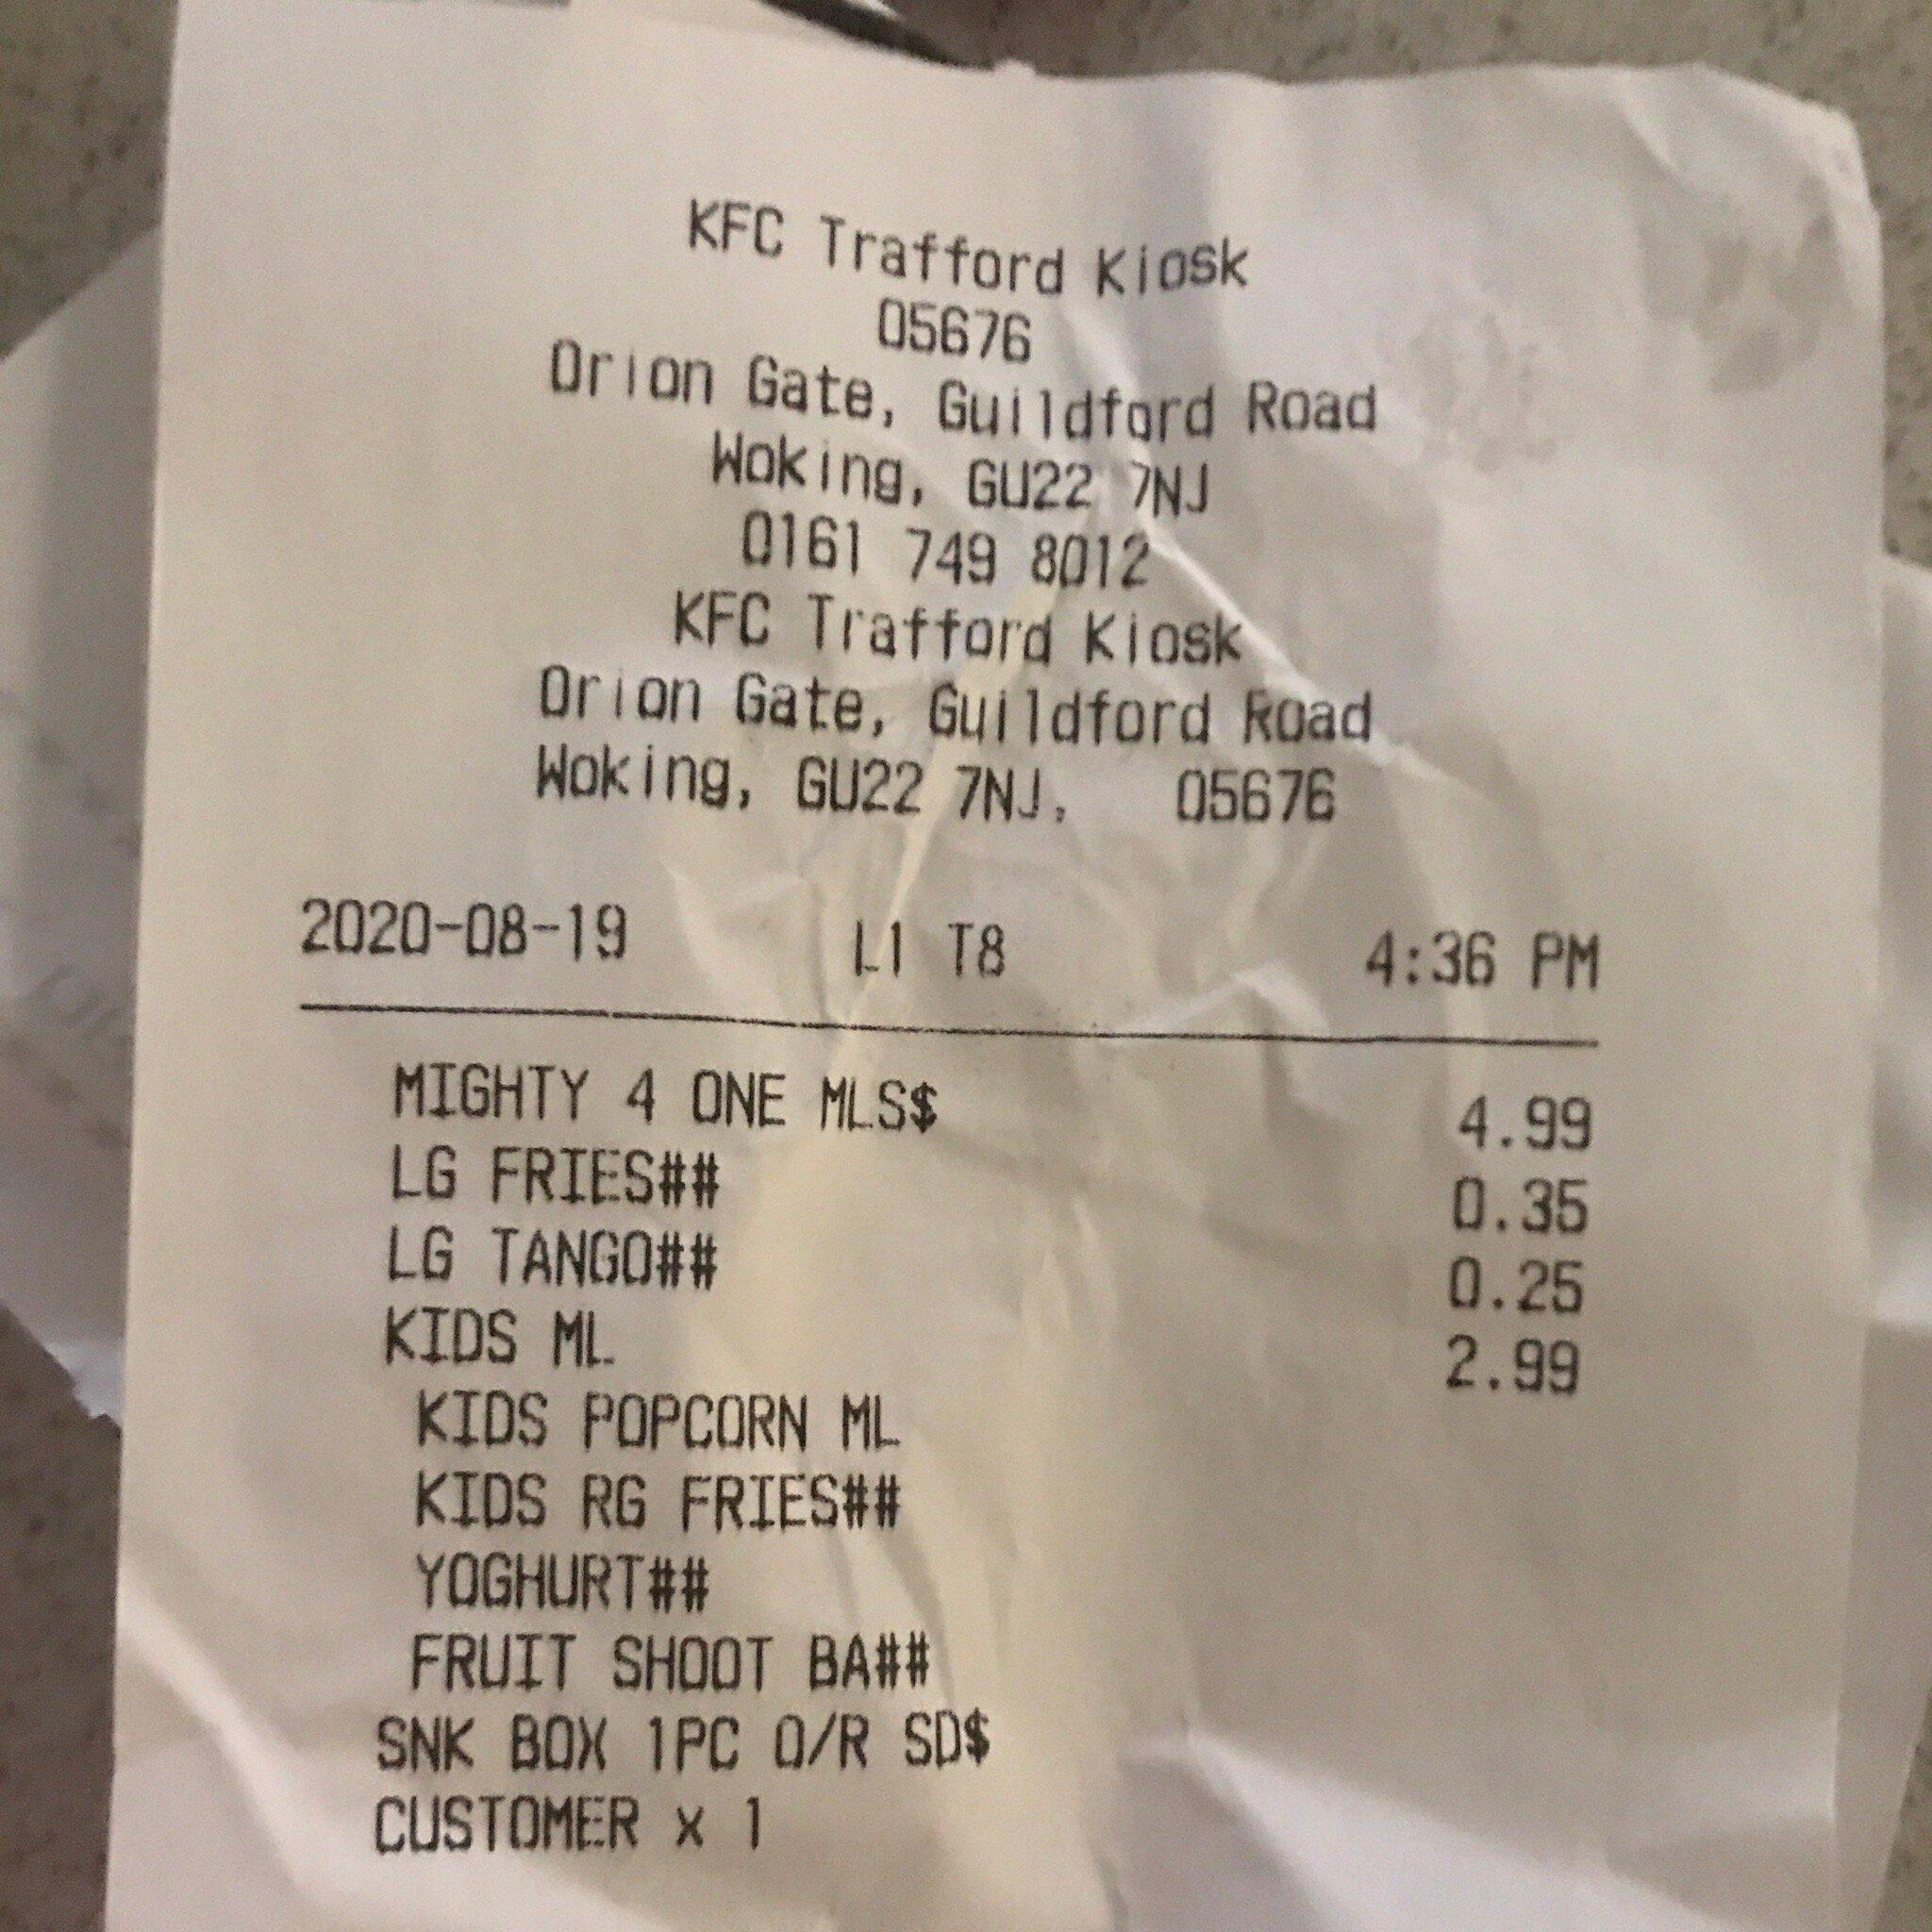 KFC Trafford Kiosk
05676
Orion Gate, Guildford Road
Woking, GU22 7NJ
0161 749 8012
KFC Trafford Kiosk
Orion Gate, Guildford Road
Woking, GU22 7NJ, 05676
2020-08-19 L1 T8 4:36 PM
MIGHTY 4 ONE MLS$ 4.99
LG FRIES## 0.35
LG TANGO## 0.25
KIDS ML 2.99
KIDS POPCORN ML
KIDS RG FRIES##
YOGHURT##
FRUIT SHOOT BA##
SNK BOX 1PC O/R SD$
CUSTOMER x 1